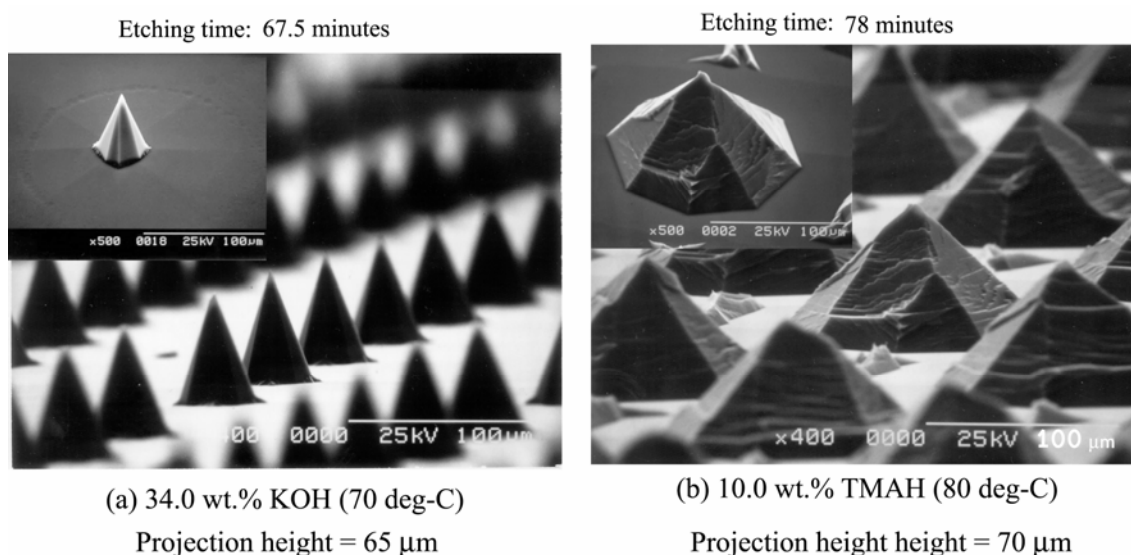 Etching time: 67.5 minutes
x500 0018 25kV 100μm
400 0000 25kV 100μm
(a) 34.0 wt.% KOH (70 deg-C)
Projection height = 65 μm
Etching time: 78 minutes
x500 0002 25kV 100μm
x400 0000 25kV 100 μm
(b) 10.0 wt.% TMAH (80 deg-C)
Projection height height = 70 μm